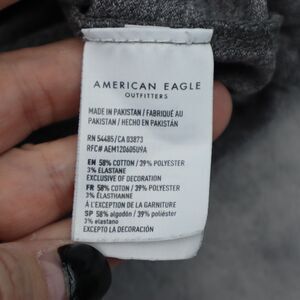 AMERICAN EAGLE
OUTFITTERS
MADE IN PAKISTAN / FABRIQUÉ AU
PAKISTAN / HECHO EN PAKISTÁN
RN 54485/CA 03873
RFC# AEM120605U9A
EN 58% COTTON / 39% POLYESTER
3% ELASTANE
EXCLUSIVE OF DECORATION
FR 58% COTON / 39% POLYESTER
3% ÉLASTHANNE
À L'EXCEPTION DE LA GARNITURE
SP 58% algodón / 39% poliéster
3% elastano
EXCEPTO LA DECORACIÓN